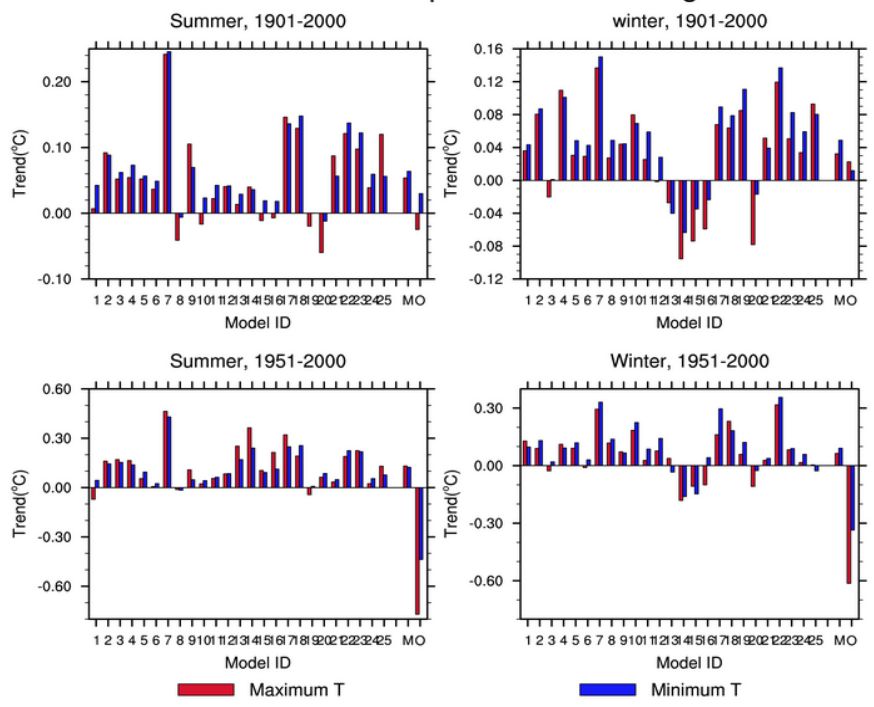 Summer, 1901-2000
Trend(°C)
0.20
0.10
0.00
-0.10
1 2 3 4 5 6 7 8 9 10 11 12 13 14 15 16 17 18 19 20 21 22 23 24 25 M O
Model ID
winter, 1901-2000
Trend(°C)
0.16
0.12
0.08
0.04
0.00
-0.04
-0.08
-0.12
1 2 3 4 5 6 7 8 9 10 11 12 13 14 15 16 17 18 19 20 21 22 23 24 25 M O
Model ID
Summer, 1951-2000
Trend(°C)
0.60
0.30
0.00
-0.30
-0.60
1 2 3 4 5 6 7 8 9 10 11 12 13 14 15 16 17 18 19 20 21 22 23 24 25 M O
Model ID
Winter, 1951-2000
Trend(°C)
0.30
0.00
-0.30
-0.60
1 2 3 4 5 6 7 8 9 10 11 12 13 14 15 16 17 18 19 20 21 22 23 24 25 M O
Model ID
Maximum T
Minimum T